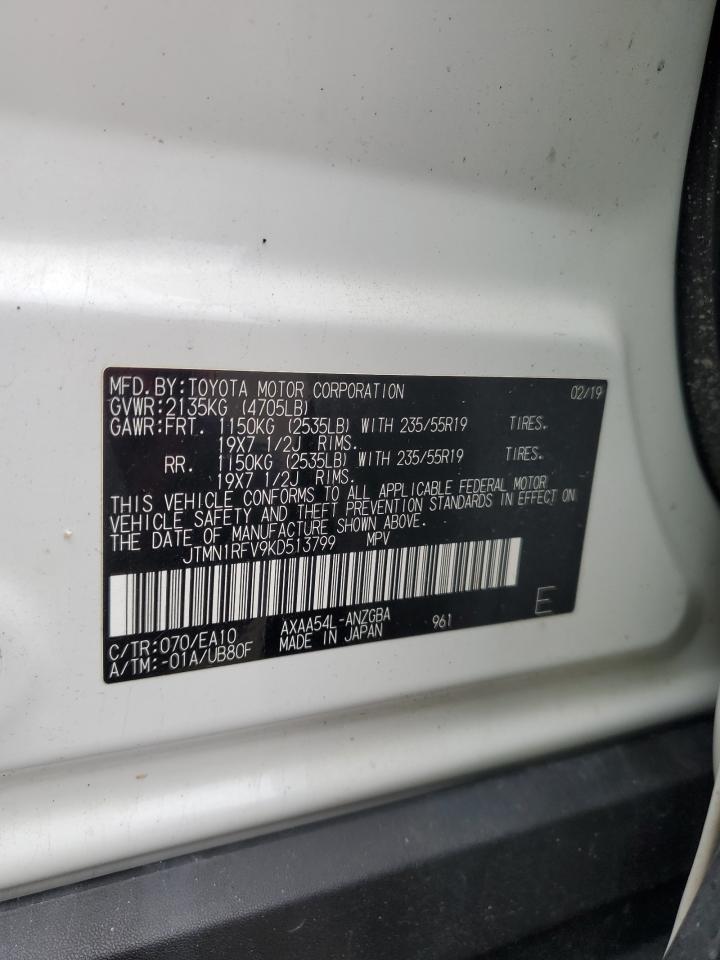 MFD. BY: TOYOTA MOTOR CORPORATION 02/19
GVWR: 2135KG (4705LB)
GAWR: FRT. 1150KG (2535LB) WITH 235/55R19 TIRES.
19X7 1/2J RIMS.
RR. 1150KG (2535LB) WITH 235/55R19 TIRES.
19X7 1/2J RIMS.
THIS VEHICLE CONFORMS TO ALL APPLICABLE FEDERAL MOTOR
VEHICLE SAFETY AND THEFT PREVENTION STANDARDS IN EFFECT ON
THE DATE OF MANUFACTURE SHOWN ABOVE.
JTMN1RFV9KD513799 MPV
C/TR: 070/EA10 AXAA54L-ANZGBA 961 E
A/TM: -01A/UB80F MADE IN JAPAN